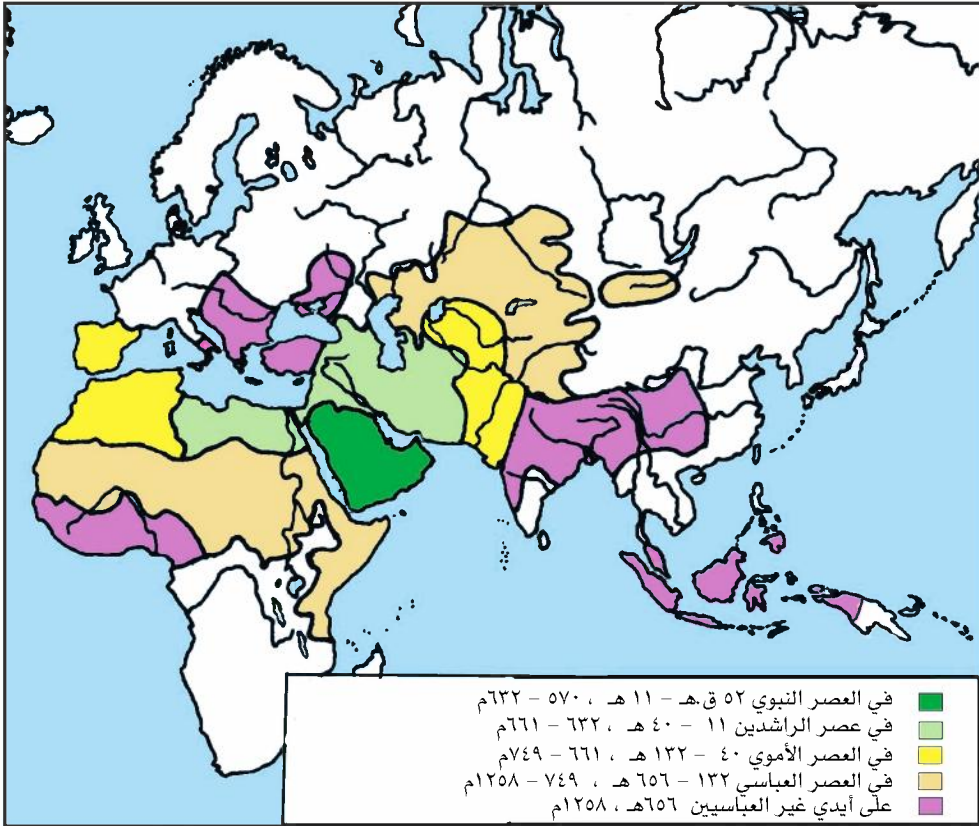 في العصر النبوي ٥٢ ق.هـ - ١١ هـ ، ٥٧٠ - ٦٣٢م
في عصر الراشدين ١١ - ٤٠ هـ ، ٦٣٢ - ٦٦١م
في العصر الأموي ٤٠ - ١٣٢ هـ ، ٦٦١ - ٧٤٩م
في العصر العباسي ١٣٢ - ٦٥٦ هـ ، ٧٤٩ - ١٢٥٨م
على أيدي غير العباسيين ٦٥٦هـ ، ١٢٥٨م